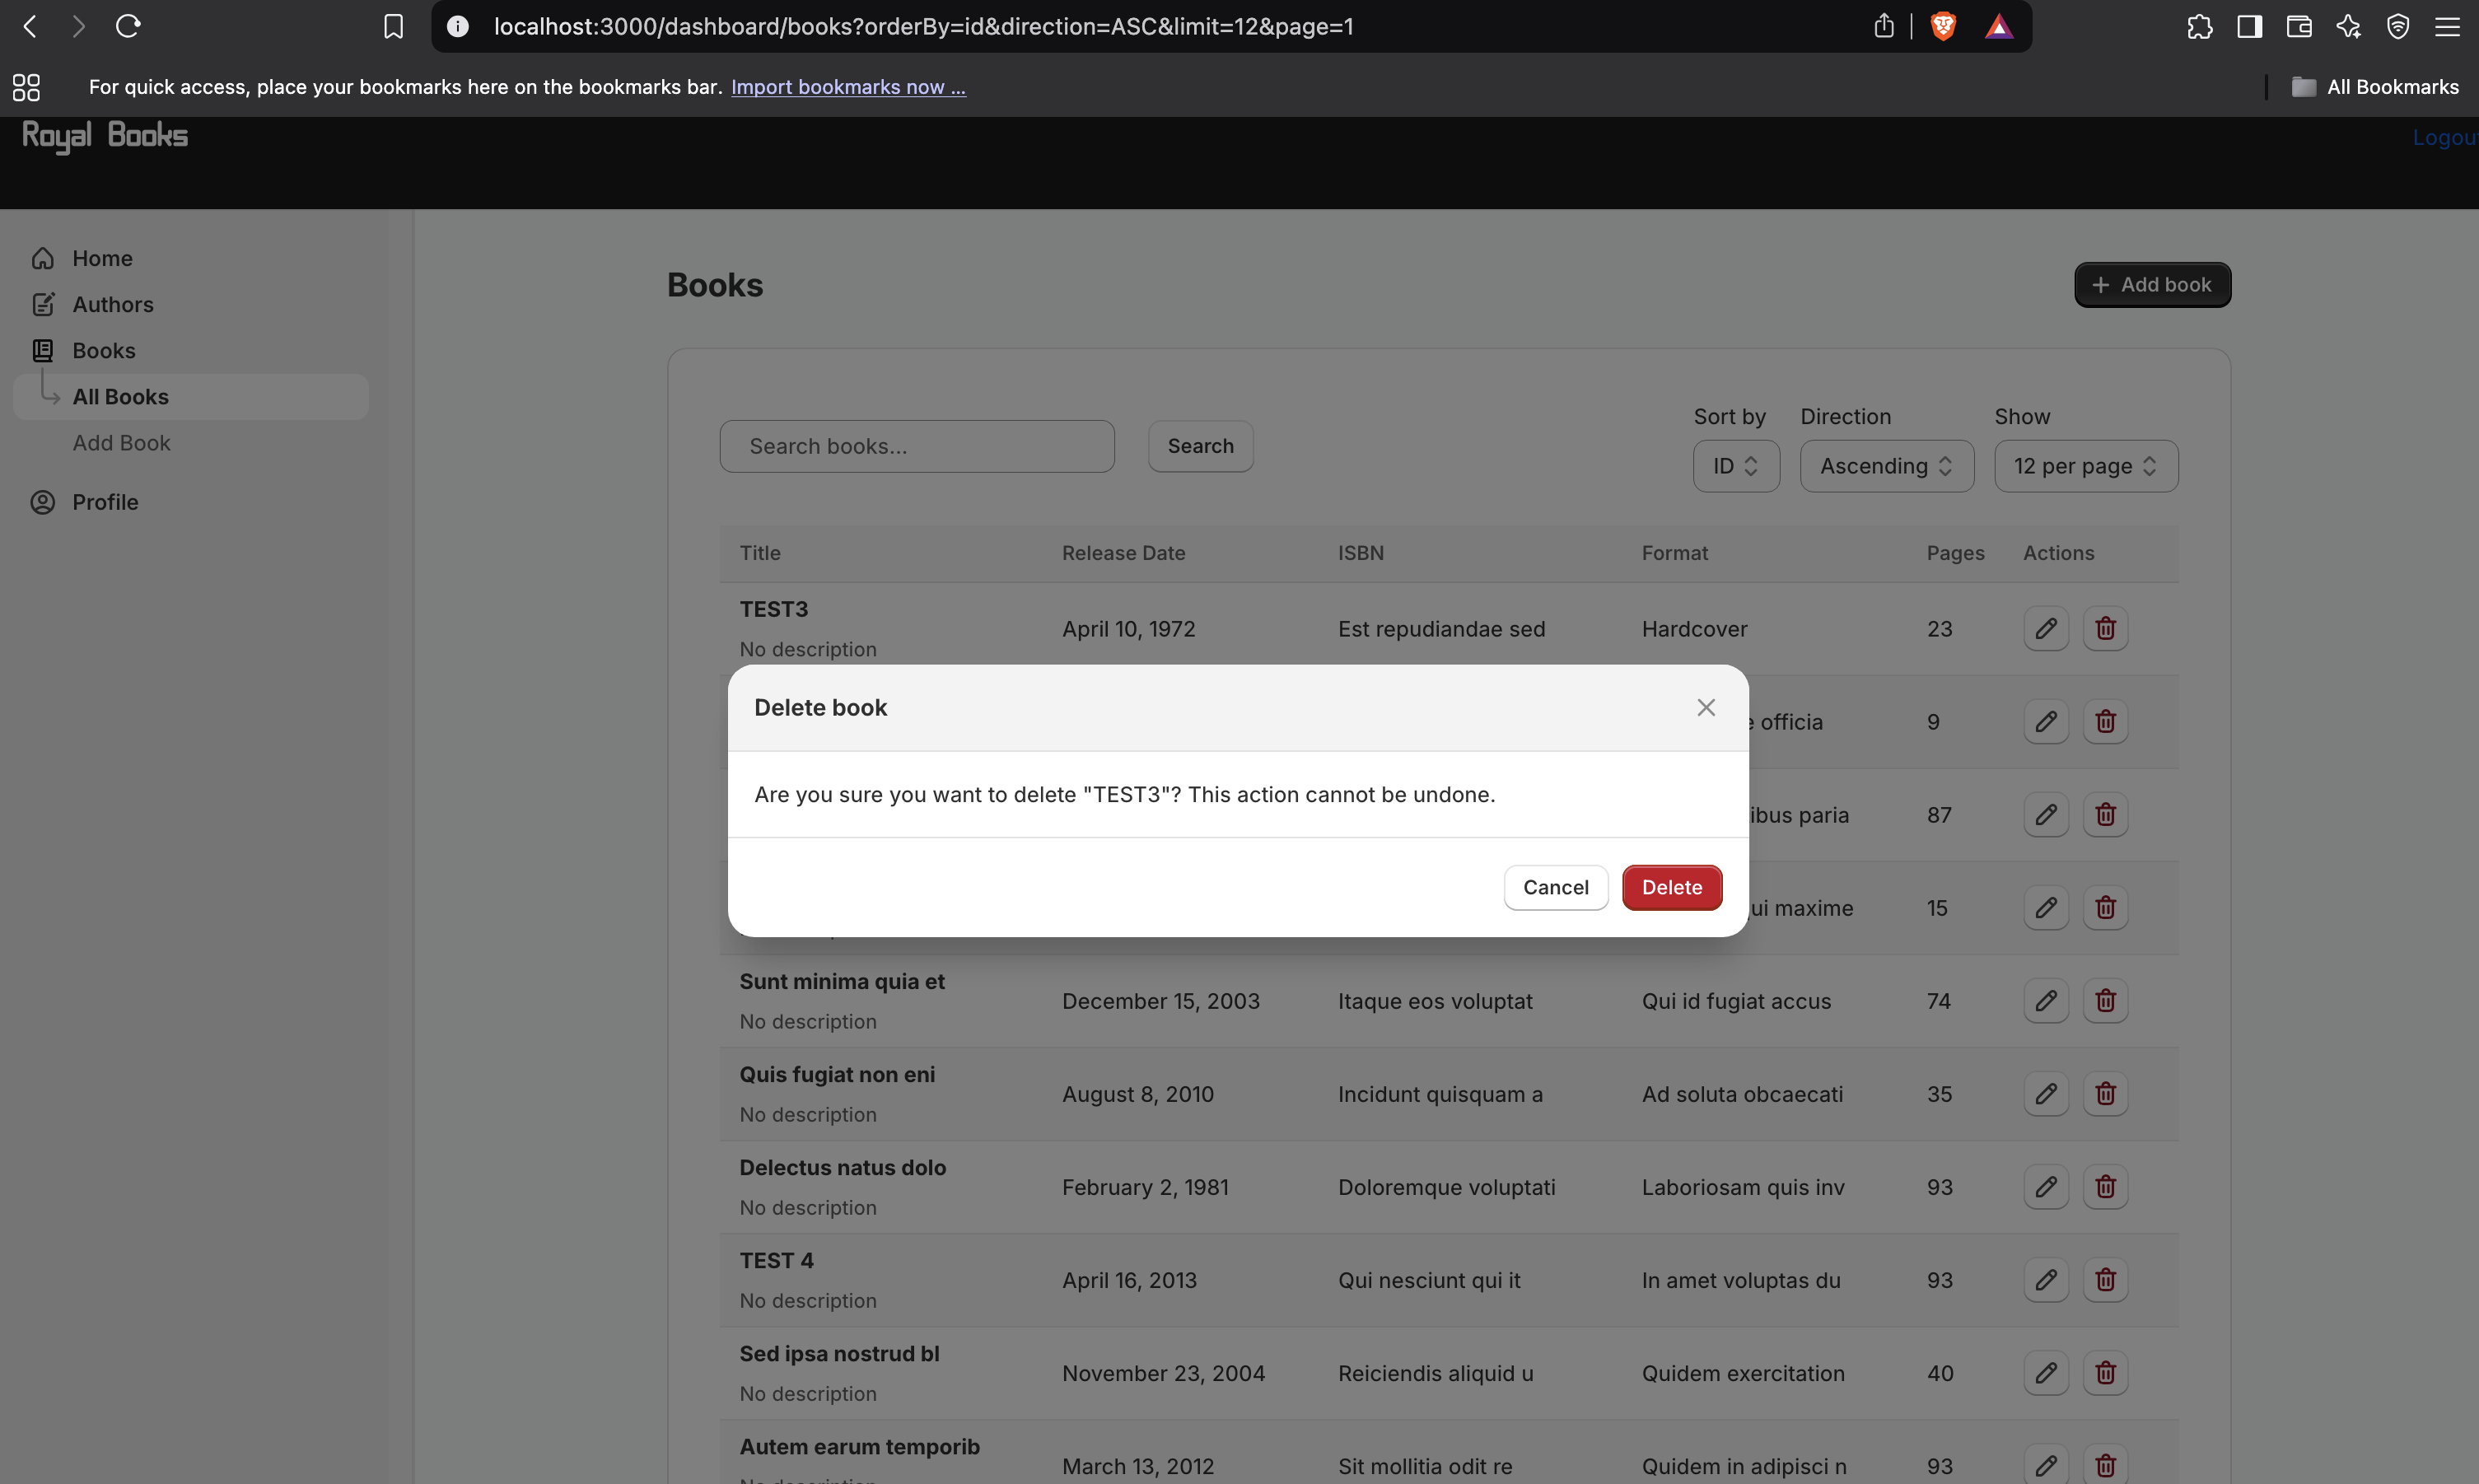 localhost:3000/dashboard/books?orderBy=id&direction=ASC&limit=12&page=1
For quick access, place your bookmarks here on the bookmarks bar. Import bookmarks now ...
All Bookmarks
Royal Books
Home
Authors
Books
All Books
Add Book
Profile
Books
Add book
Search books...
Search
Sort by Direction Show
ID Ascending 12 per page
Title Release Date ISBN Format Pages Actions
TEST3
No description
April 10, 1972 Est repudiandae sed Hardcover 23
officia 9
87
paria
maxime 15
Delete book
Are you sure you want to delete "TEST3"? This action cannot be undone.
Cancel Delete
Sunt minima quia et
No description
December 15, 2003 Itaque eos voluptat Qui id fugiat accus 74
Quis fugiat non eni
No description
August 8, 2010 Incidunt quisquam a Ad soluta obcaecati 35
Delectus natus dolo
No description
February 2, 1981 Doloremque voluptati Laboriosam quis inv 93
TEST 4
No description
April 16, 2013 Qui nesciunt qui it In amet voluptas du 93
Sed ipsa nostrud bl
No description
November 23, 2004 Reiciendis aliquid u Quidem exercitation 40
Autem earum temporib
March 13, 2012 Sit mollitia odit re Quidem in adipisci n 93